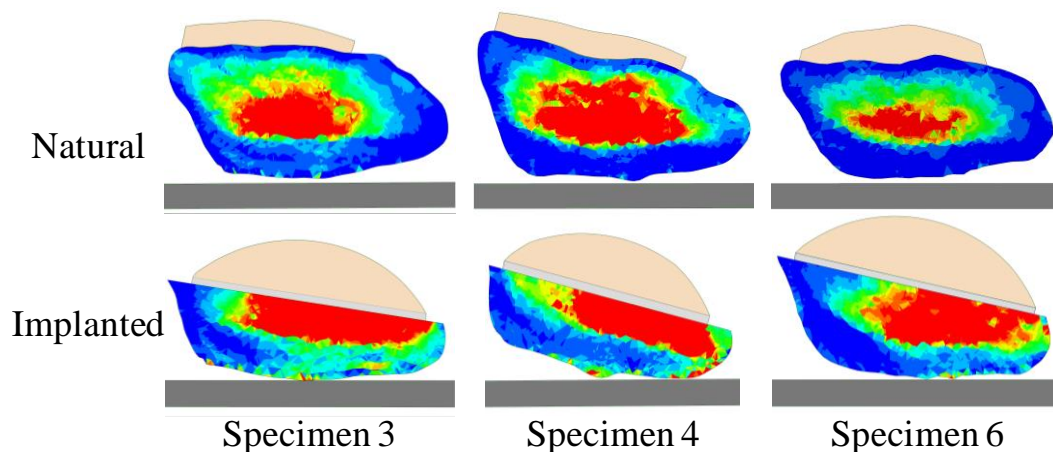 Natural
Implanted
Specimen 3
Specimen 4
Specimen 6